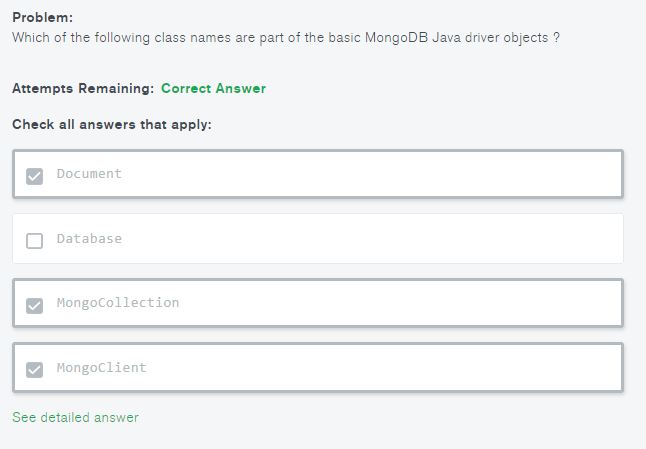 Problem:
Which of the following class names are part of the basic MongoDB Java driver objects ?
Attempts Remaining: Correct Answer
Check all answers that apply:
Document
Database
MongoCollection
MongoClient
See detailed answer